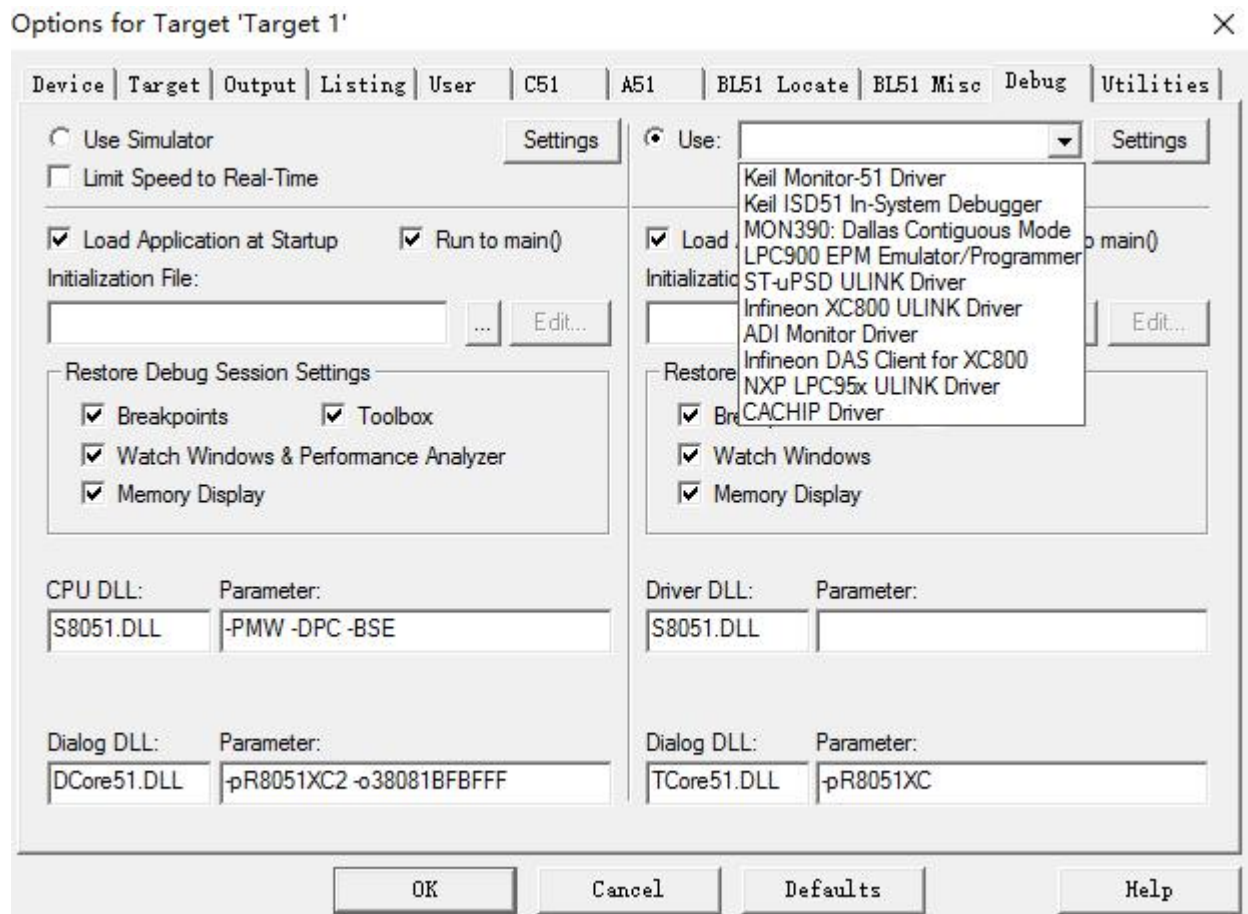 Options for Target 'Target 1'
Device Target Output Listing User C51 A51 BL51 Locate BL51 Misc Debug Utilities
Use Simulator Settings
Limit Speed to Real-Time
Load Application at Startup Run to main()
Initialization File:
... Edit...
Restore Debug Session Settings
Breakpoints Toolbox
Watch Windows & Performance Analyzer
Memory Display
CPU DLL: Parameter:
S8051.DLL -PMW -DPC -BSE
Dialog DLL: Parameter:
DCore51.DLL -pR8051XC2 -o38081BFBFFF
Use: Settings
Keil Monitor-51 Driver
Keil ISD51 In-System Debugger
MON390: Dallas Contiguous Mode
LPC900 EPM Emulator/Programmer
ST-uPSD ULINK Driver
Infineon XC800 ULINK Driver
ADI Monitor Driver
Infineon DAS Client for XC800
NXP LPC95x ULINK Driver
CACHIP Driver
Load main()
Edit...
Restore
Watch Windows
Memory Display
Driver DLL: Parameter:
S8051.DLL
Dialog DLL: Parameter:
TCore51.DLL -pR8051XC
OK Cancel Defaults Help